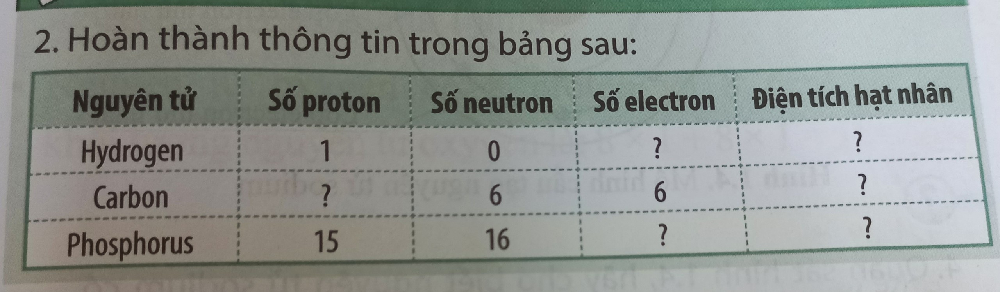 2. Hoàn thành thông tin trong bảng sau:
Nguyên tử Số proton Số neutron Số electron Điện tích hạt nhân
Hydrogen 1 0 ? ?
Carbon ? 6 6 ?
Phosphorus 15 16 ? ?